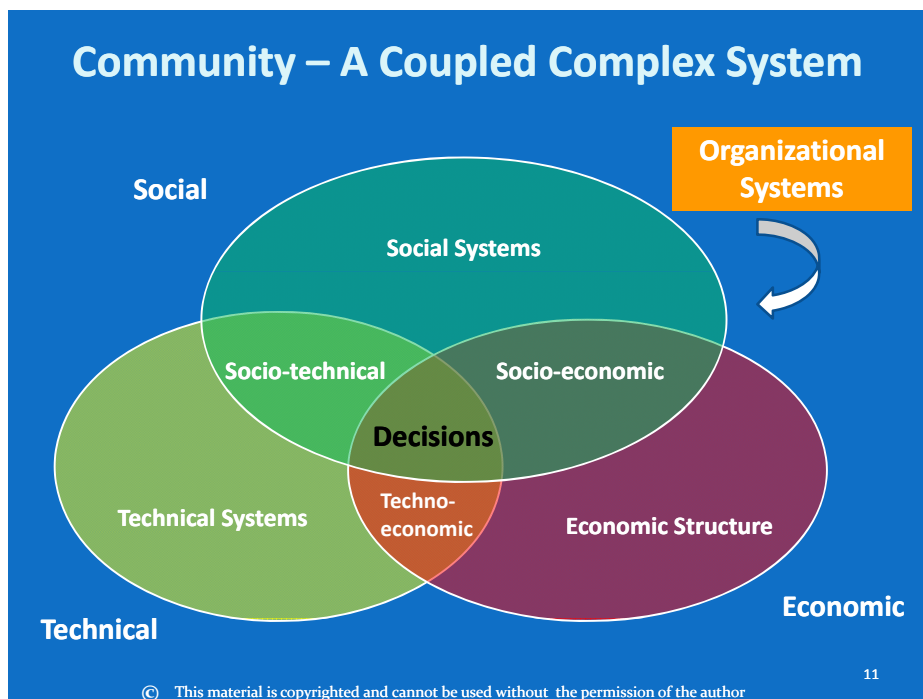 Community – A Coupled Complex System
Organizational
Systems
Social
Social Systems
Socio-technical
Socio-economic
Decisions
Techno-
economic
Technical Systems
Economic Structure
Economic
Technical
11
© This material is copyrighted and cannot be used without the permission of the author